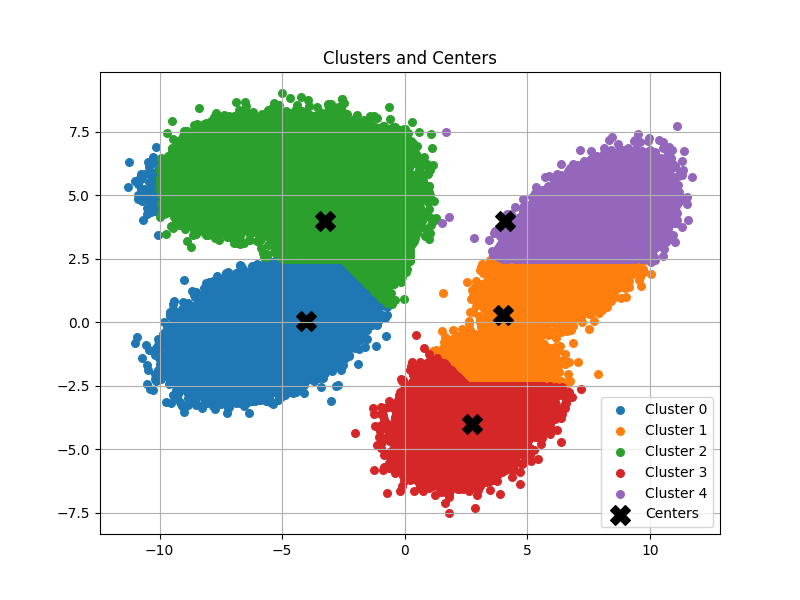 Clusters and Centers
7.5
5.0
2.5
0.0
−2.5
−5.0
−7.5
−10
−5
0
5
10
Cluster 0
Cluster 1
Cluster 2
Cluster 3
Cluster 4
Centers